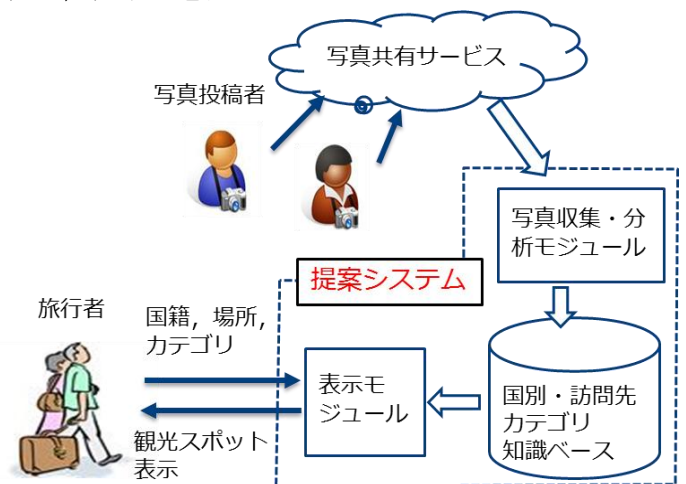 写真共有サービス
写真投稿者
写真収集・分
析モジュール
提案システム
旅行者
国籍，場所，
カテゴリ
表示モ
ジュール
国別・訪問先
カテゴリ
知識ベース
観光スポット
表示